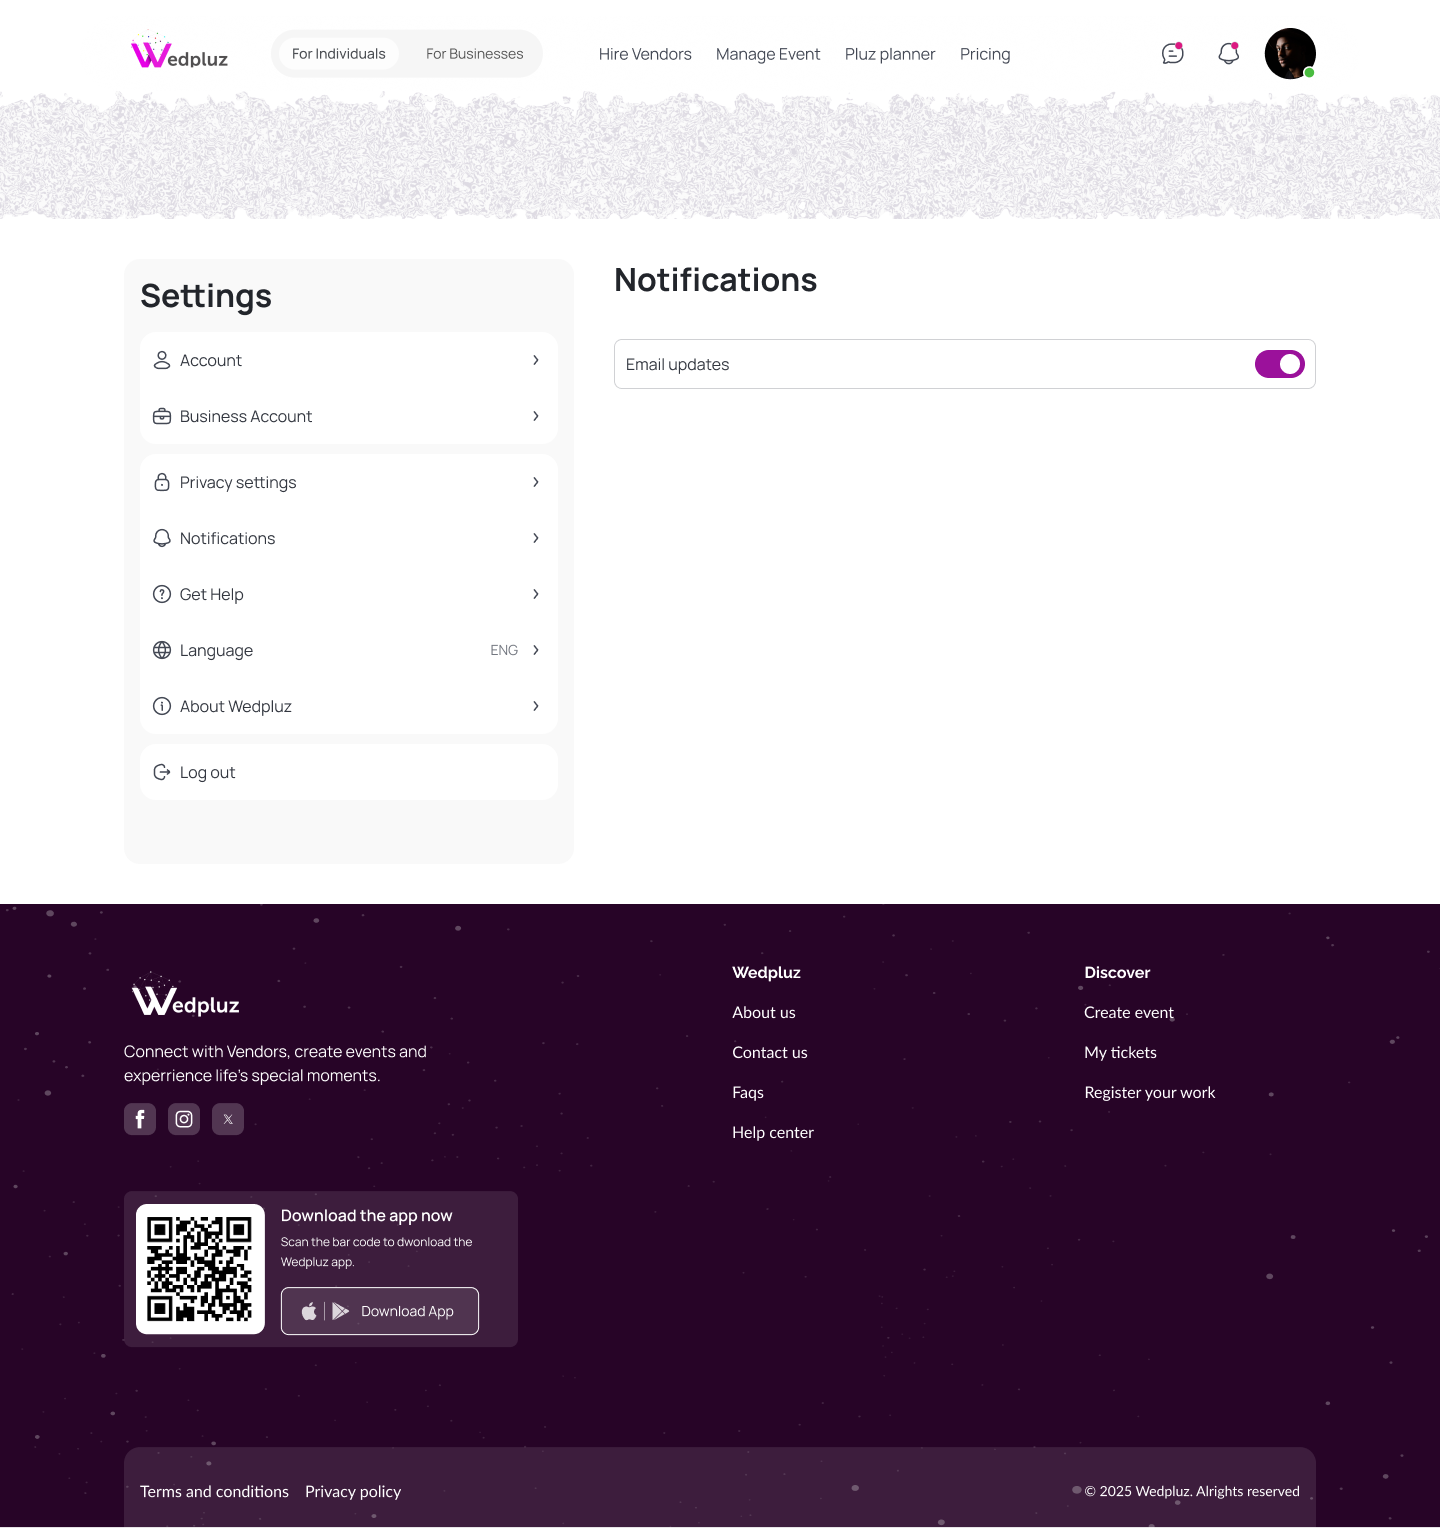 Wedpluz
For Individuals
For Businesses
Hire Vendors
Manage Event
Pluz planner
Pricing
Settings
Account
Business Account
Privacy settings
Notifications
Get Help
Language
ENG
About Wedpluz
Log out
Notifications
Email updates
Wedpluz
Connect with Vendors, create events and
experrience life's special moments.
Download the app now
Scan the bar code to dwonload the
Wedpluz app.
Download App
Wedpluz
About us
Contact us
Faqs
Help center
Discover
Create event
My tickets
Register your work
Terms and conditions
Privacy policy
© 2025 Wedpluz. Alrights reserved